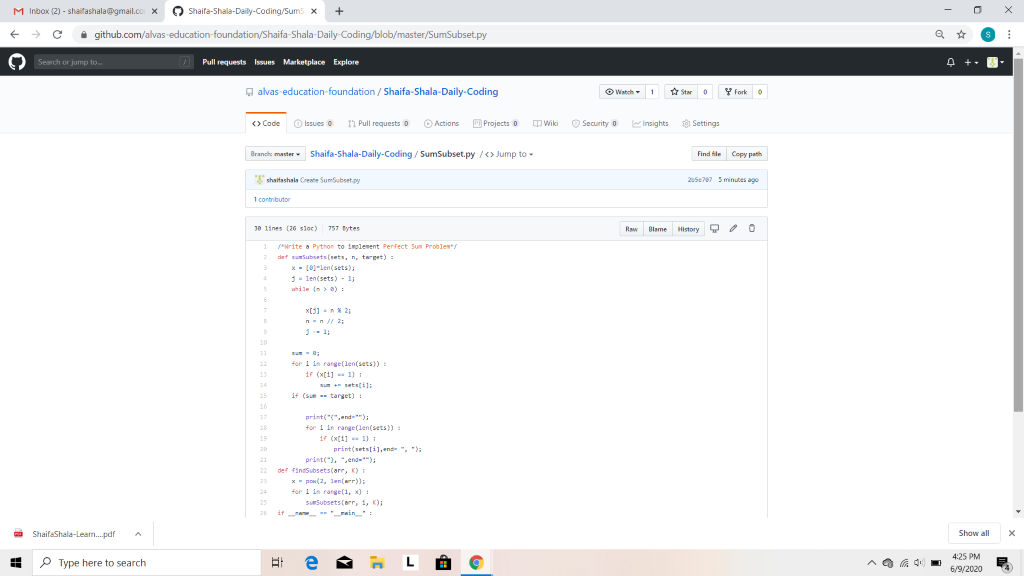 Inbox (2) - shaifashala@gmail.co
Shaifa-Shala-Daily-Coding/SumS
github.com/alvas-education-foundation/Shaifa-Shala-Daily-Coding/blob/master/SumSubset.py
S
Search or jump to...
/
Pull requests Issues Marketplace Explore
alvas-education-foundation / Shaifa-Shala-Daily-Coding
Watch 1 Star 0 Fork 0
Code Issues 0 Pull requests 0 Actions Projects 0 Wiki Security 0 Insights Settings
Branch: master Shaifa-Shala-Daily-Coding / SumSubset.py / <> Jump to Find file Copy path
shaifashala Create SumSubset.py 2b5e707 5 minutes ago
1 contributor
30 lines (26 sloc) 757 Bytes Raw Blame History
1 /*Write a Python to implement Perfect Sum Problem*/
2 def sumSubsets(sets, n, target) :
3 x = [0]*len(sets);
4 j = len(sets) - 1;
5 while (n > 0) :
6
7 x[j] = n % 2;
8 n = n // 2;
9 j -= 1;
10
11 sum = 0;
12 for i in range(len(sets)) :
13 if (x[i] == 1) :
14 sum += sets[i];
15 if (sum == target) :
16
17 print("{",end="");
18 for i in range(len(sets)) :
19 if (x[i] == 1) :
20 print(sets[i],end= ", ");
21 print("}, ",end="");
22 def findSubsets(arr, K) :
23 x = pow(2, len(arr));
24 for i in range(1, x) :
25 sumSubsets(arr, i, K);
26 if __name__ == "__main__" :
ShaifaShala-Learn....pdf
Show all
Type here to search
L
4:25 PM
6/9/2020
4